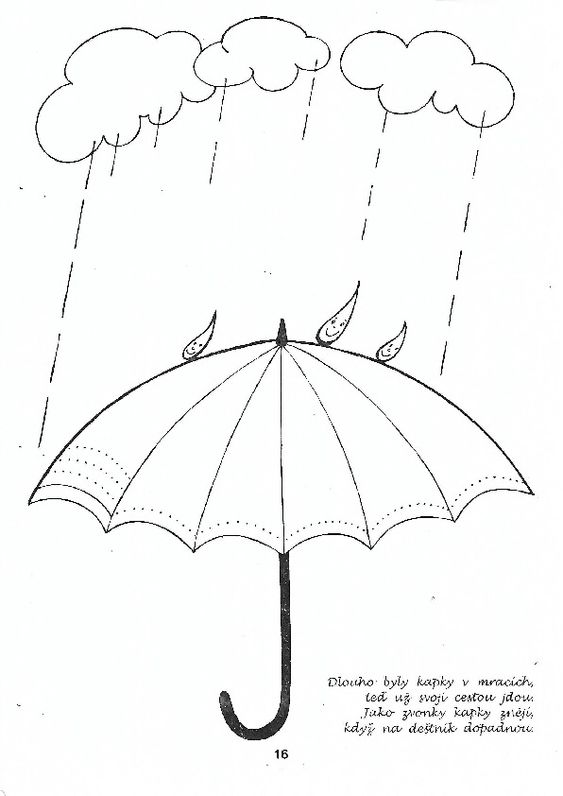 Dlouho byly kapky v mracích,
teď už svojí cestou jdou.
Jako zvonky kapky znějí,
když na deštník dopadnou.
16